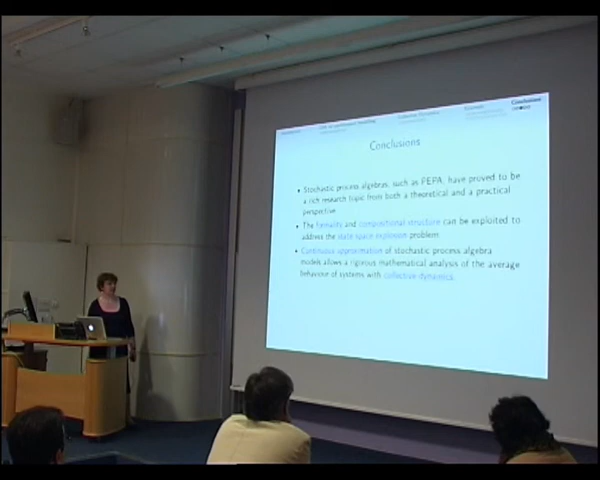 Conclusions
Conclusions
• Stochastic process algebras, such as PEPA, have proved to be
a rich research topic from both a theoretical and a practical
perspective.
• The formality and compositional structure can be exploited to
address the state space explosion problem.
• Continuous approximation of stochastic process algebra
models allows a rigorous mathematical analysis of the average
behaviour of systems with collective dynamics.